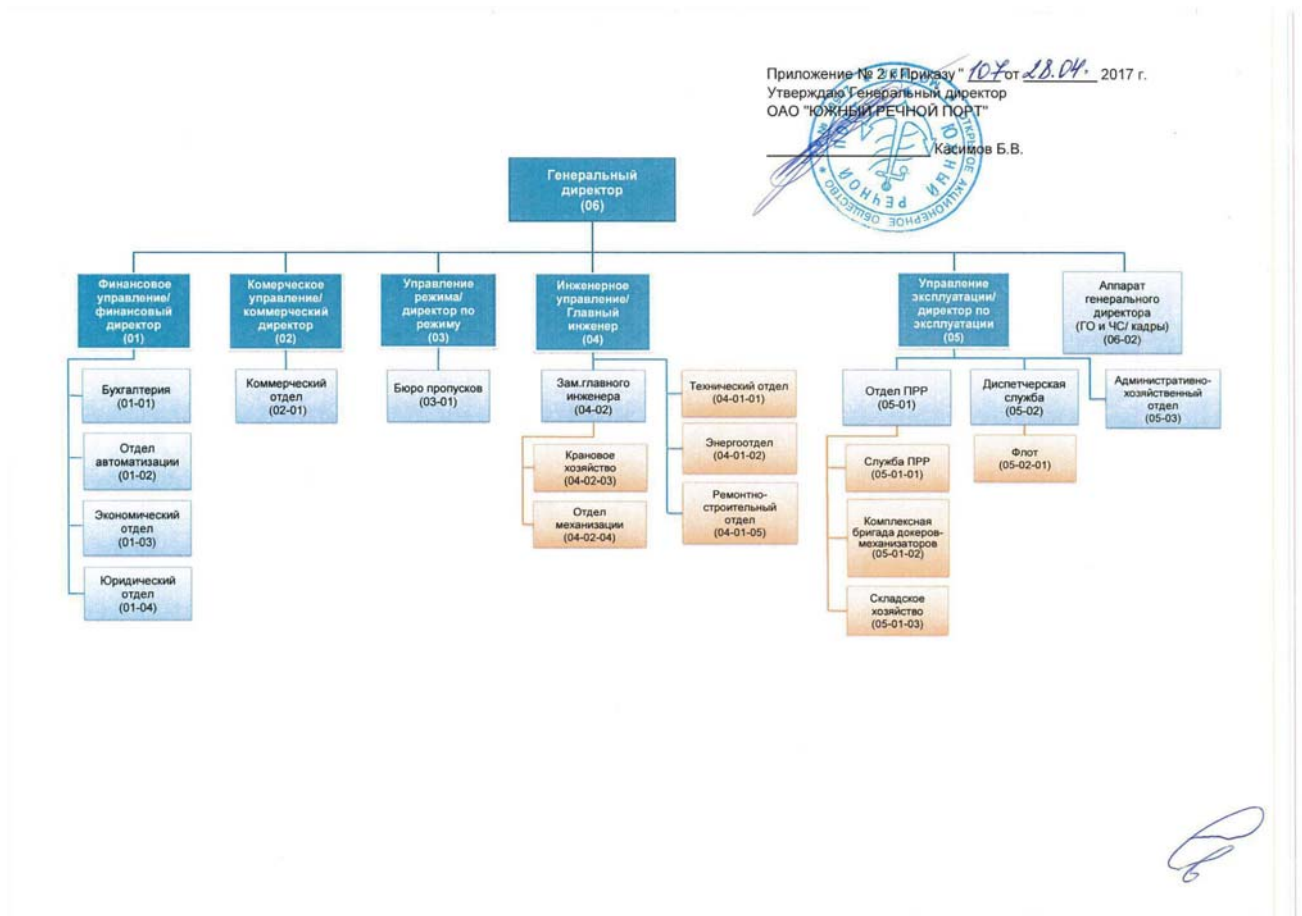 Приложение № 2 к Приказу " 107 от 28.04. 2017 г.
Утверждаю Генеральный директор
ОАО "ЮЖНЫЙ РЕЧНОЙ ПОРТ"
Касимов Б.В.
ОТКРЫТОЕ АКЦИОНЕРНОЕ ОБЩЕСТВО
ЮЖНЫЙ РЕЧНОЙ ПОРТ
Генеральный
директор
(06)
Финансовое
управление/
финансовый
директор
(01)
Комерческое
управление/
коммерческий
директор
(02)
Управление
режима/
директор по
режиму
(03)
Инженерное
управление/
Главный
инженер
(04)
Управление
эксплуатации/
директор по
эксплуатации
(05)
Аппарат
генерального
директора
(ГО и ЧС/ кадры)
(06-02)
Бухгалтерия
(01-01)
Отдел
автоматизации
(01-02)
Экономический
отдел
(01-03)
Юридический
отдел
(01-04)
Коммерческий
отдел
(02-01)
Бюро пропусков
(03-01)
Зам.главного
инженера
(04-02)
Крановое
хозяйство
(04-02-03)
Отдел
механизации
(04-02-04)
Технический отдел
(04-01-01)
Энергоотдел
(04-01-02)
Ремонтно-
строительный
отдел
(04-01-05)
Отдел ПРР
(05-01)
Служба ПРР
(05-01-01)
Комплексная
бригада докеров-
механизаторов
(05-01-02)
Складское
хозяйство
(05-01-03)
Диспетчерская
служба
(05-02)
Флот
(05-02-01)
Административно-
хозяйственный
отдел
(05-03)